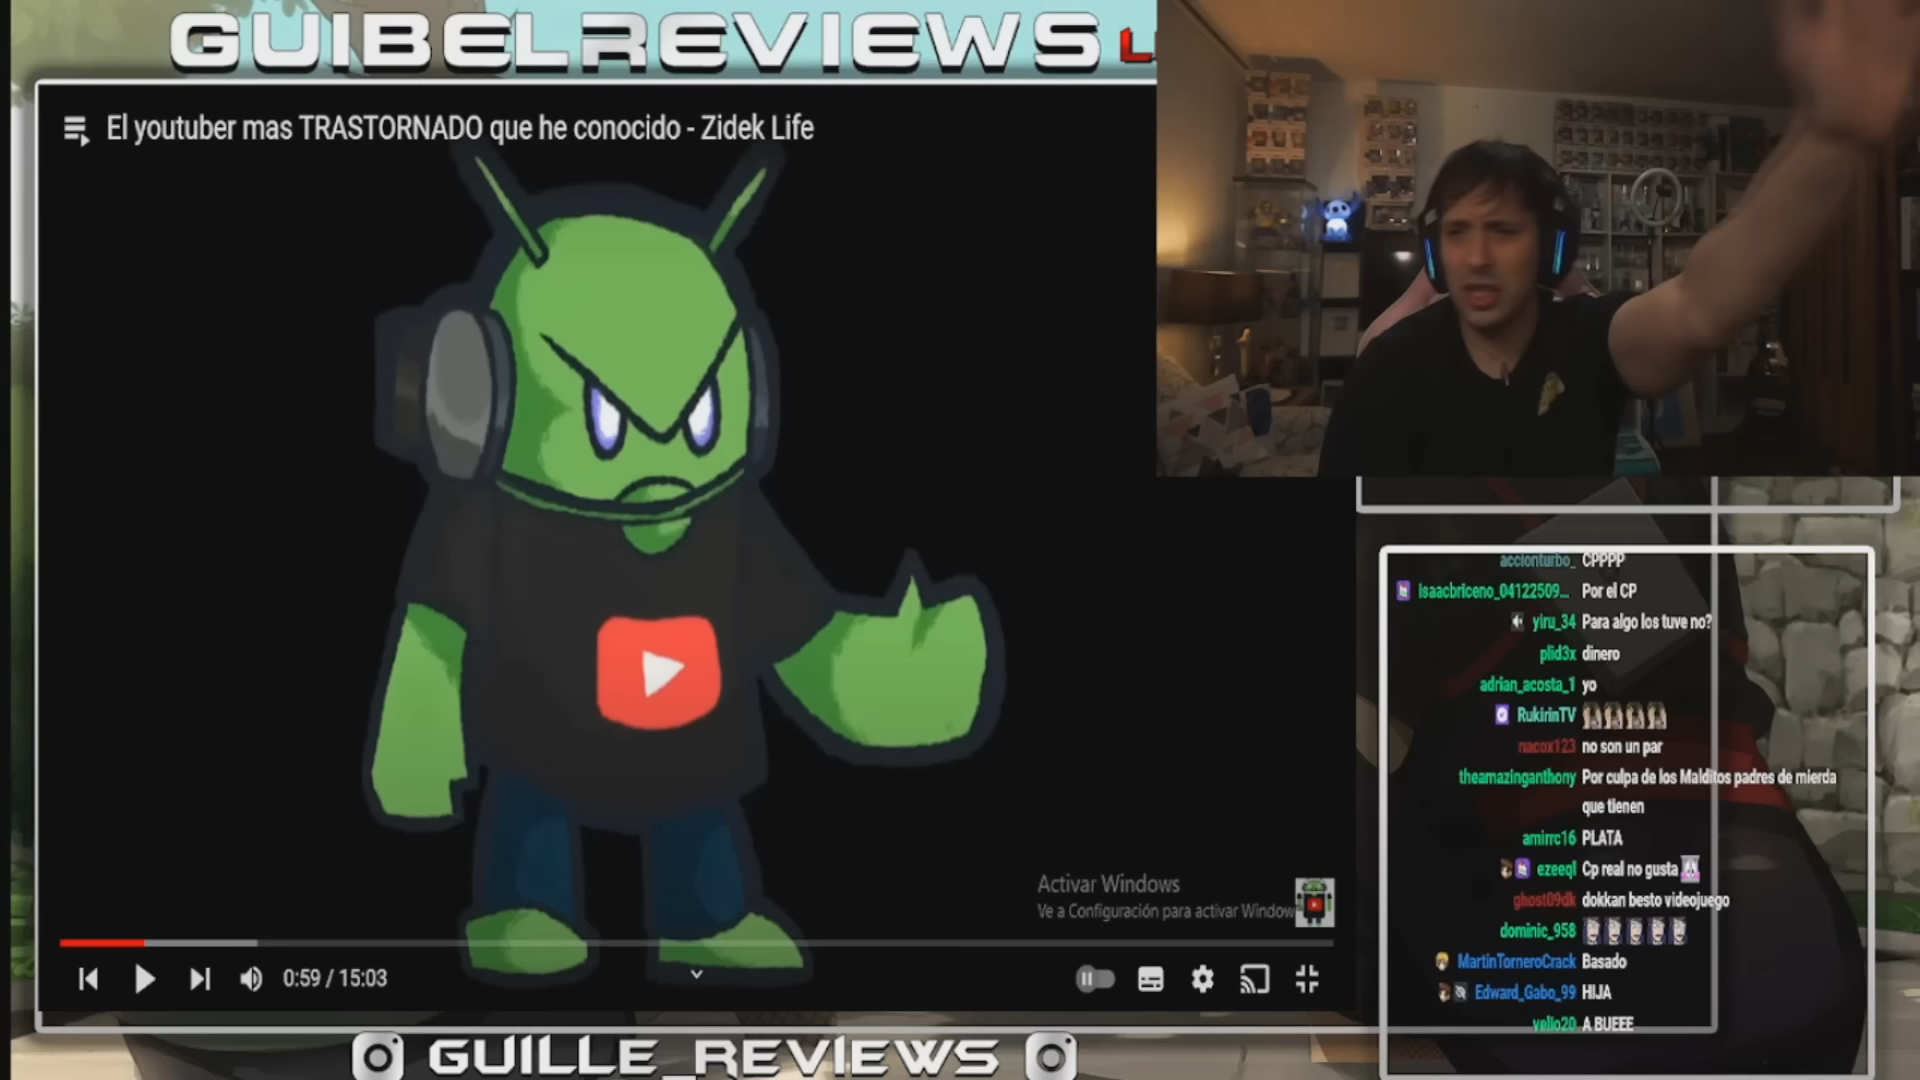 GUIBELREVIEWS
El youtuber mas TRASTORNADO que he conocido - Zidek Life
Activar Windows
Ve a Configuración para activar Window
0:59 / 15:03
GUILLE_REVIEWS
accionturbo_ CPPPP
isaacbriceno_04122509... Por el CP
yiru_34 Para algo los tuve no?
plid3x dinero
adrian_acosta_1 yo
RukirinTV
nacox123 no son un par
theamazinganthony Por culpa de los Malditos padres de mierda
que tienen
amirrc16 PLATA
ezeeql Cp real no gusta
ghost09dk dokkan besto videojuego
dominic_958
MartinTorneroCrack Basado
Edward_Gabo_99 HIJA
velio20 A BUEEE